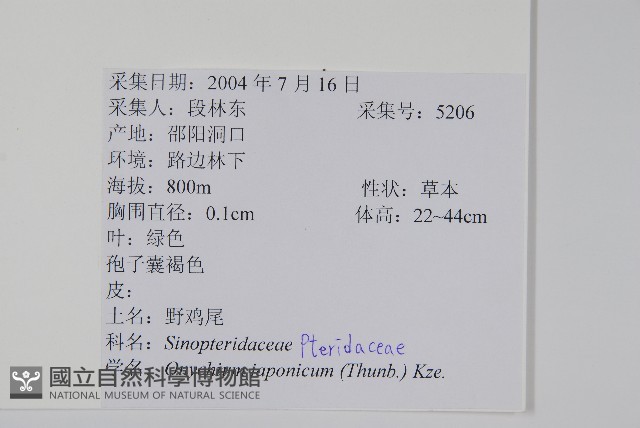 采集日期：2004 年 7 月 16 日
采集人：段林东 采集号：5206
产地：邵阳洞口
环境：路边林下
海拔：800m 性状：草本
胸围直径：0.1cm 体高：22~44cm
叶：绿色
孢子囊褐色
皮：
土名：野鸡尾
科名：Sinopteridaceae Pteridaceae
学名：Onychium japonicum (Thunb.) Kze.
國立自然科學博物館
NATIONAL MUSEUM OF NATURAL SCIENCE